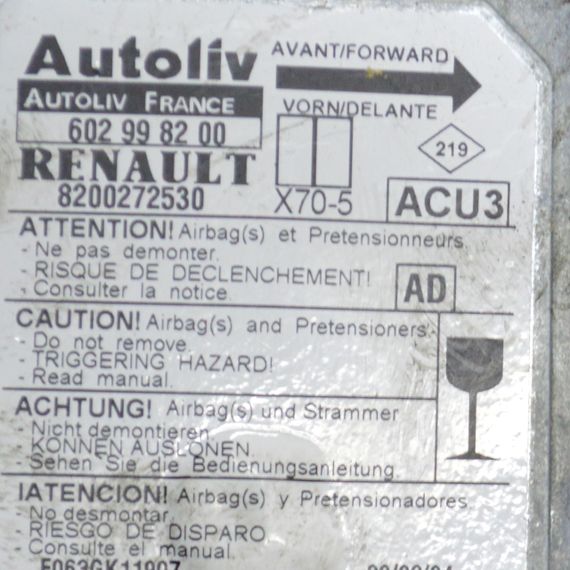 Autoliv
AVANT/FORWARD
AUTOLIV FRANCE
VORN/DELANTE
602 99 82 00
219
RENAULT
8200272530
X70-5
ACU3
ATTENTION! Airbag(s) et Pretensionneurs.
- Ne pas demonter.
- RISQUE DE DECLENCHEMENT!
- Consulter la notice.
AD
CAUTION! Airbag(s) and Pretensioners.
- Do not remove.
- TRIGGERING HAZARD!
- Read manual.
ACHTUNG! Airbag(s) und Strammer
- Nicht demontieren.
- KONNEN AUSLONEN.
- Sehen Sie die Bedienungsanleitung.
!ATENCION! Airbag(s) y Pretensionadores
- No desmontar.
- RIESGO DE DISPARO
- Consulte el manual.